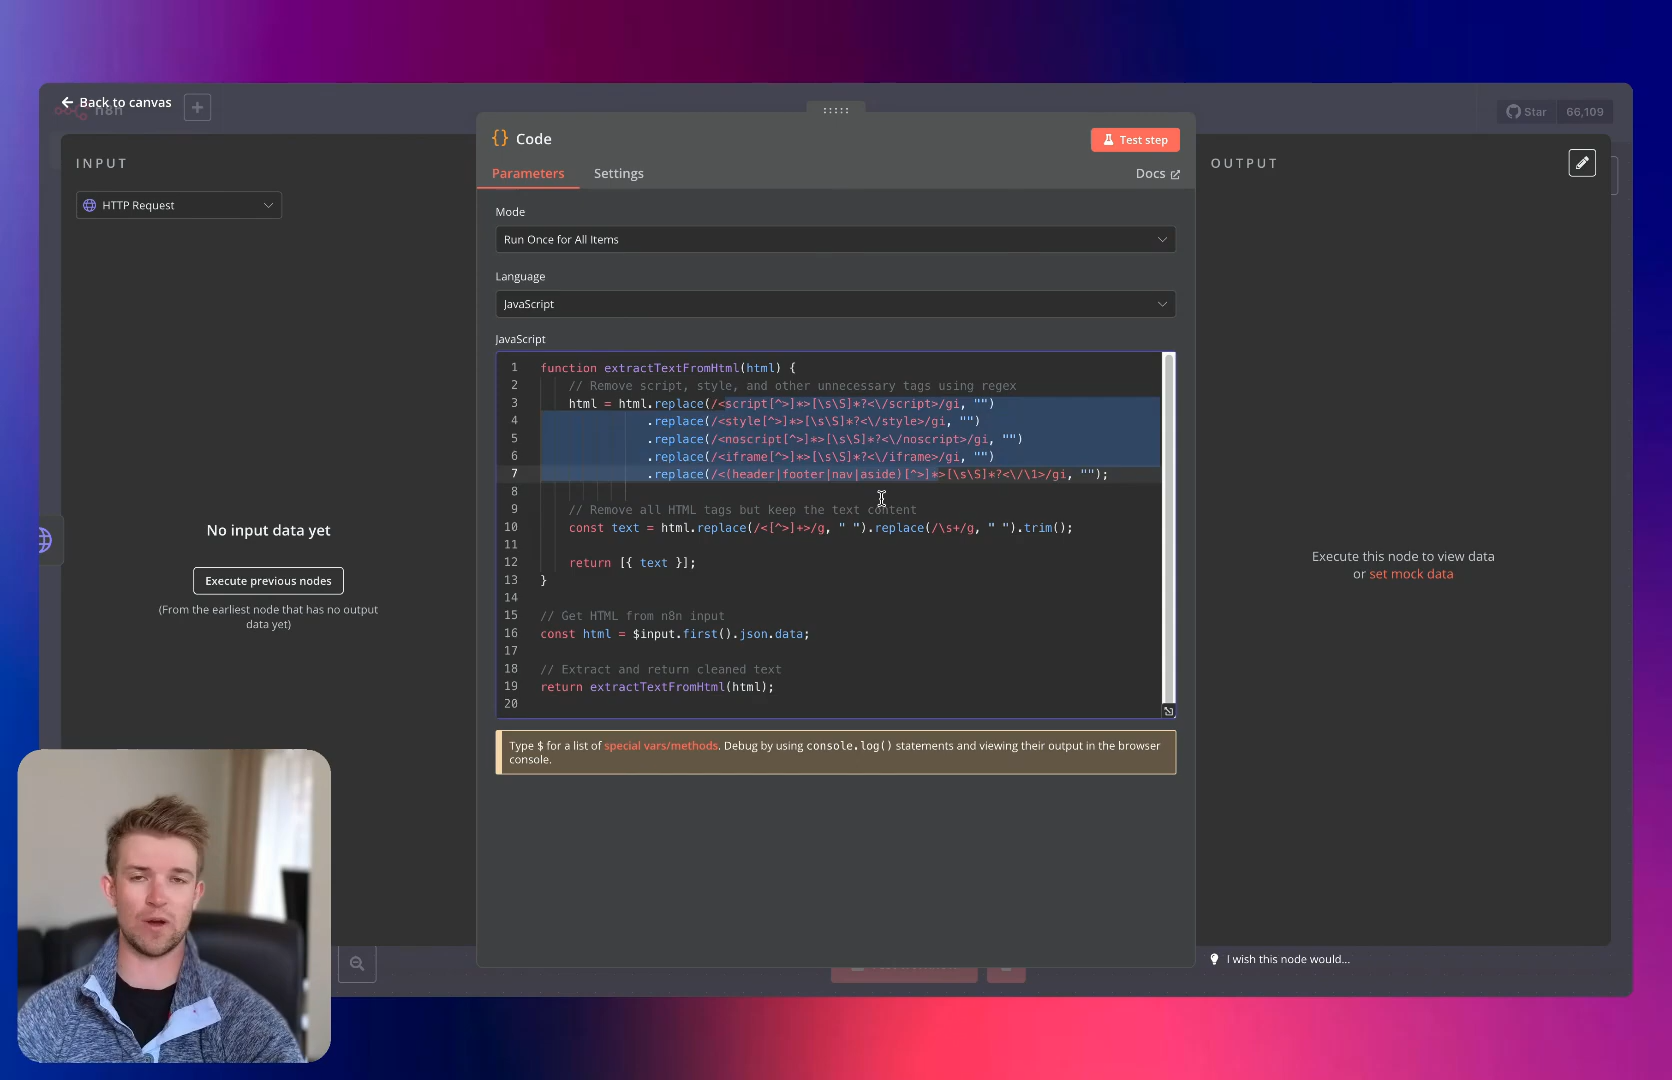 Back to canvas
n8n
Star 66,109
INPUT
HTTP Request
No input data yet
Execute previous nodes
(From the earliest node that has no output
data yet)
Code
Test step
Parameters Settings Docs
Mode
Run Once for All Items
Language
JavaScript
JavaScript
1 function extractTextFromHtml(html) {
2 // Remove script, style, and other unnecessary tags using regex
3 html = html.replace(/<script[^>]*>[\s\S]*?<\/script>/gi, "")
4 .replace(/<style[^>]*>[\s\S]*?<\/style>/gi, "")
5 .replace(/<noscript[^>]*>[\s\S]*?<\/noscript>/gi, "")
6 .replace(/<iframe[^>]*>[\s\S]*?<\/iframe>/gi, "")
7 .replace(/<(header|footer|nav|aside)[^>]*>[\s\S]*?<\/\1>/gi, "");
8
9 // Remove all HTML tags but keep the text content
10 const text = html.replace(/<[^>]+>/g, " ").replace(/\s+/g, " ").trim();
11
12 return [{ text }];
13 }
14
15 // Get HTML from n8n input
16 const html = $input.first().json.data;
17
18 // Extract and return cleaned text
19 return extractTextFromHtml(html);
20
Type $ for a list of special vars/methods. Debug by using console.log() statements and viewing their output in the browser
console.
OUTPUT
Execute this node to view data
or set mock data
I wish this node would...